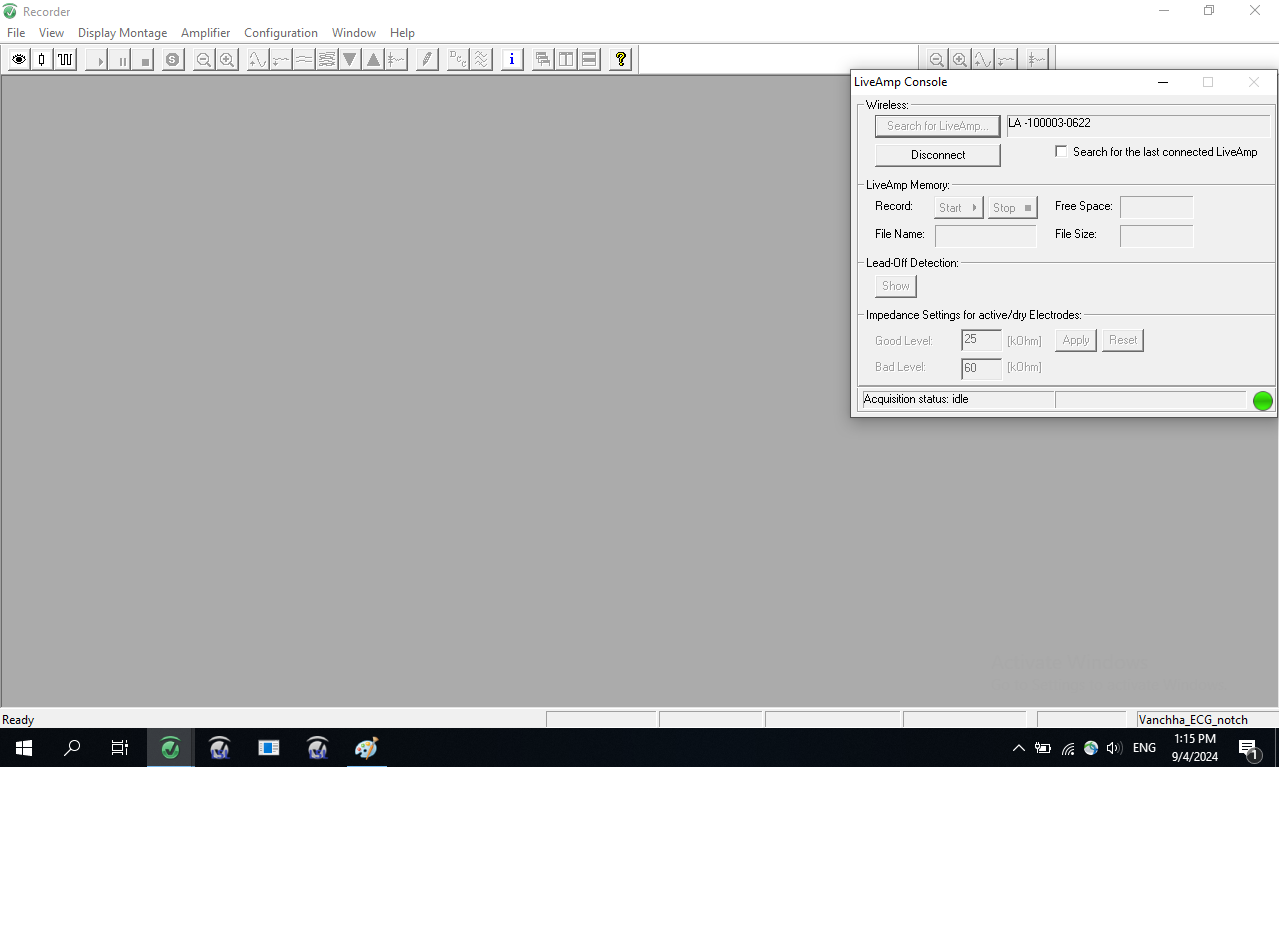 Recorder
File View Display Montage Amplifier Configuration Window Help
S DCC i ?
LiveAmp Console
Wireless:
Search for LiveAmp... LA -100003-0622
Disconnect Search for the last connected LiveAmp
LiveAmp Memory:
Record: Start Stop Free Space:
File Name: File Size:
Lead-Off Detection:
Show
Impedance Settings for active/dry Electrodes:
Good Level: 25 [kOhm] Apply Reset
Bad Level: 60 [kOhm]
Acquisition status: idle
Ready Vanchha_ECG_notch
ENG 1:15 PM
9/4/2024 1